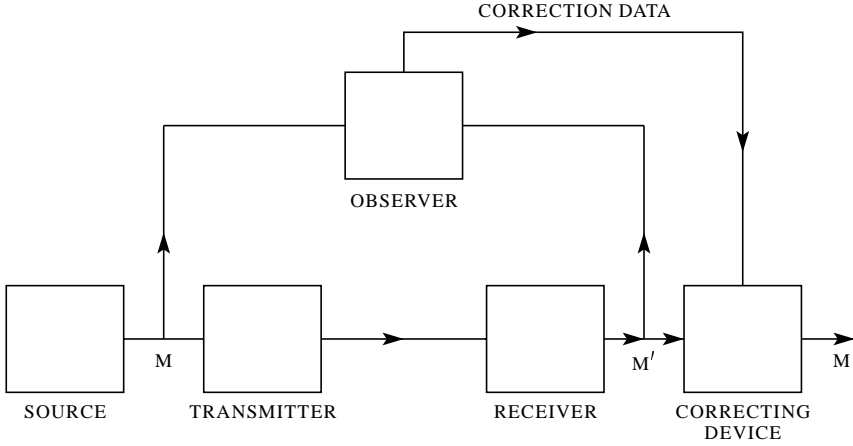 CORRECTION DATA
OBSERVER
M
M′
M
SOURCE
TRANSMITTER
RECEIVER
CORRECTING
DEVICE